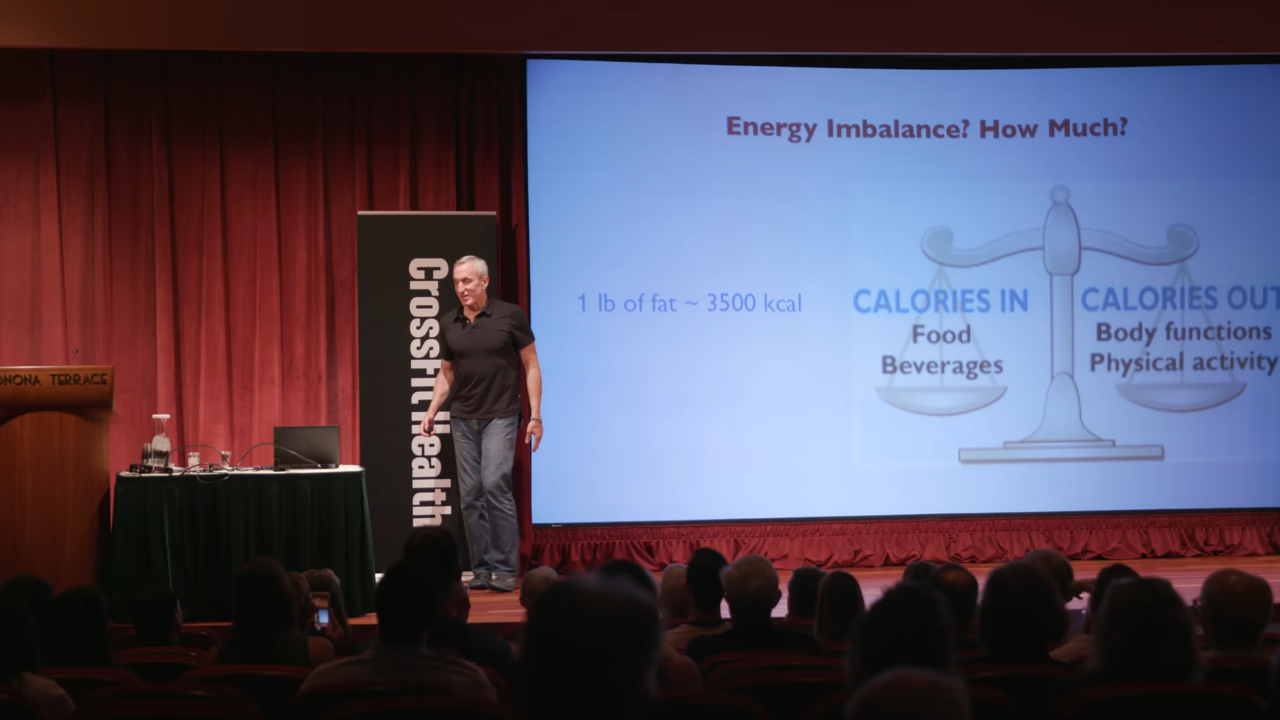 Energy Imbalance? How Much?
1 lb of fat ~ 3500 kcal
CALORIES IN
Food
Beverages
CALORIES OUT
Body functions
Physical activity
CrossFit Health
ONONA TERRACE